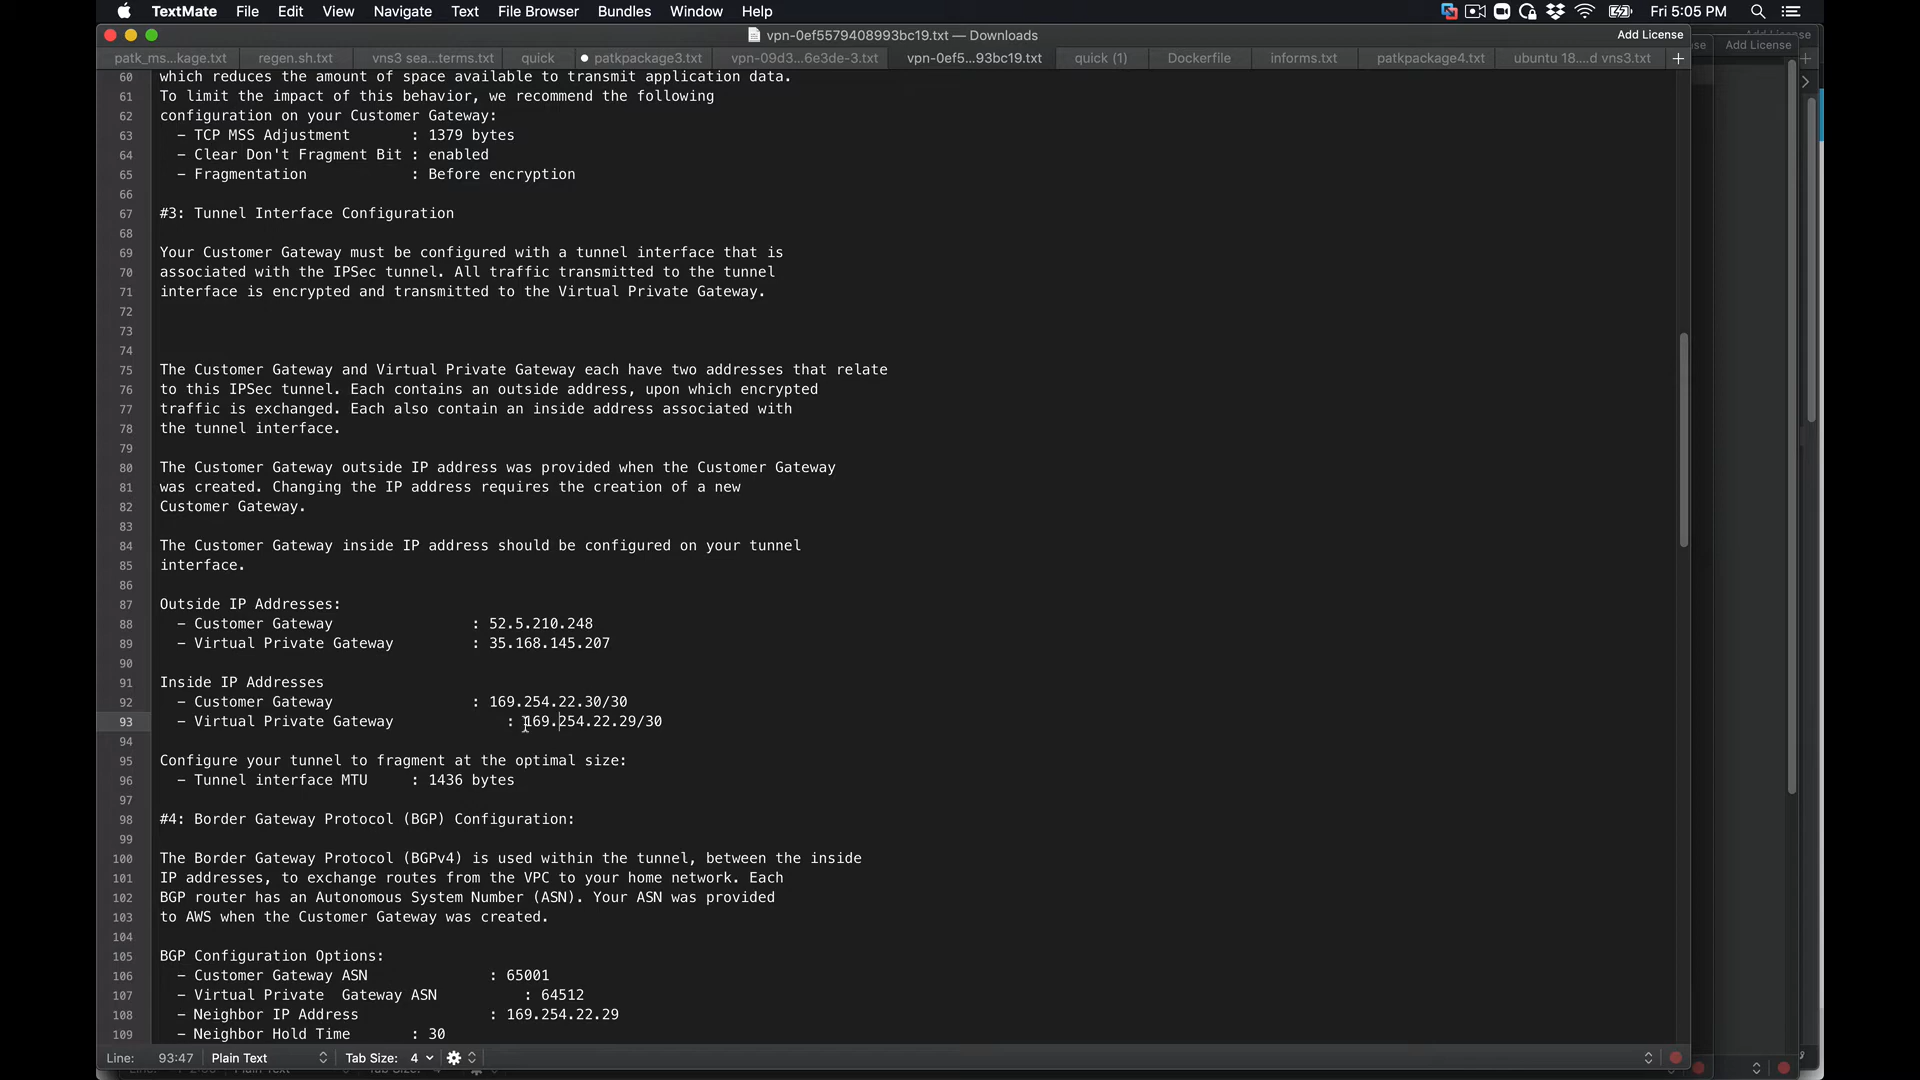 TextMate File Edit View Navigate Text File Browser Bundles Window Help Fri 5:05 PM
vpn-0ef5579408993bc19.txt — Downloads Add License
patk_ms...kage.txt regen.sh.txt vns3 sea...terms.txt quick patkpackage3.txt vpn-09d3...6e3de-3.txt vpn-0ef5...93bc19.txt quick (1) Dockerfile informs.txt patkpackage4.txt ubuntu 18....d vns3.txt + Add License
60 which reduces the amount of space available to transmit application data.
61 To limit the impact of this behavior, we recommend the following
62 configuration on your Customer Gateway:
63 - TCP MSS Adjustment : 1379 bytes
64 - Clear Don't Fragment Bit : enabled
65 - Fragmentation : Before encryption
66
67 #3: Tunnel Interface Configuration
68
69 Your Customer Gateway must be configured with a tunnel interface that is
70 associated with the IPSec tunnel. All traffic transmitted to the tunnel
71 interface is encrypted and transmitted to the Virtual Private Gateway.
72
73
74
75 The Customer Gateway and Virtual Private Gateway each have two addresses that relate
76 to this IPSec tunnel. Each contains an outside address, upon which encrypted
77 traffic is exchanged. Each also contain an inside address associated with
78 the tunnel interface.
79
80 The Customer Gateway outside IP address was provided when the Customer Gateway
81 was created. Changing the IP address requires the creation of a new
82 Customer Gateway.
83
84 The Customer Gateway inside IP address should be configured on your tunnel
85 interface.
86
87 Outside IP Addresses:
88 - Customer Gateway : 52.5.210.248
89 - Virtual Private Gateway : 35.168.145.207
90
91 Inside IP Addresses
92 - Customer Gateway : 169.254.22.30/30
93 - Virtual Private Gateway : 169.254.22.29/30
94
95 Configure your tunnel to fragment at the optimal size:
96 - Tunnel interface MTU : 1436 bytes
97
98 #4: Border Gateway Protocol (BGP) Configuration:
99
100 The Border Gateway Protocol (BGPv4) is used within the tunnel, between the inside
101 IP addresses, to exchange routes from the VPC to your home network. Each
102 BGP router has an Autonomous System Number (ASN). Your ASN was provided
103 to AWS when the Customer Gateway was created.
104
105 BGP Configuration Options:
106 - Customer Gateway ASN : 65001
107 - Virtual Private Gateway ASN : 64512
108 - Neighbor IP Address : 169.254.22.29
109 - Neighbor Hold Time : 30
Line: 93:47 Plain Text Tab Size: 4